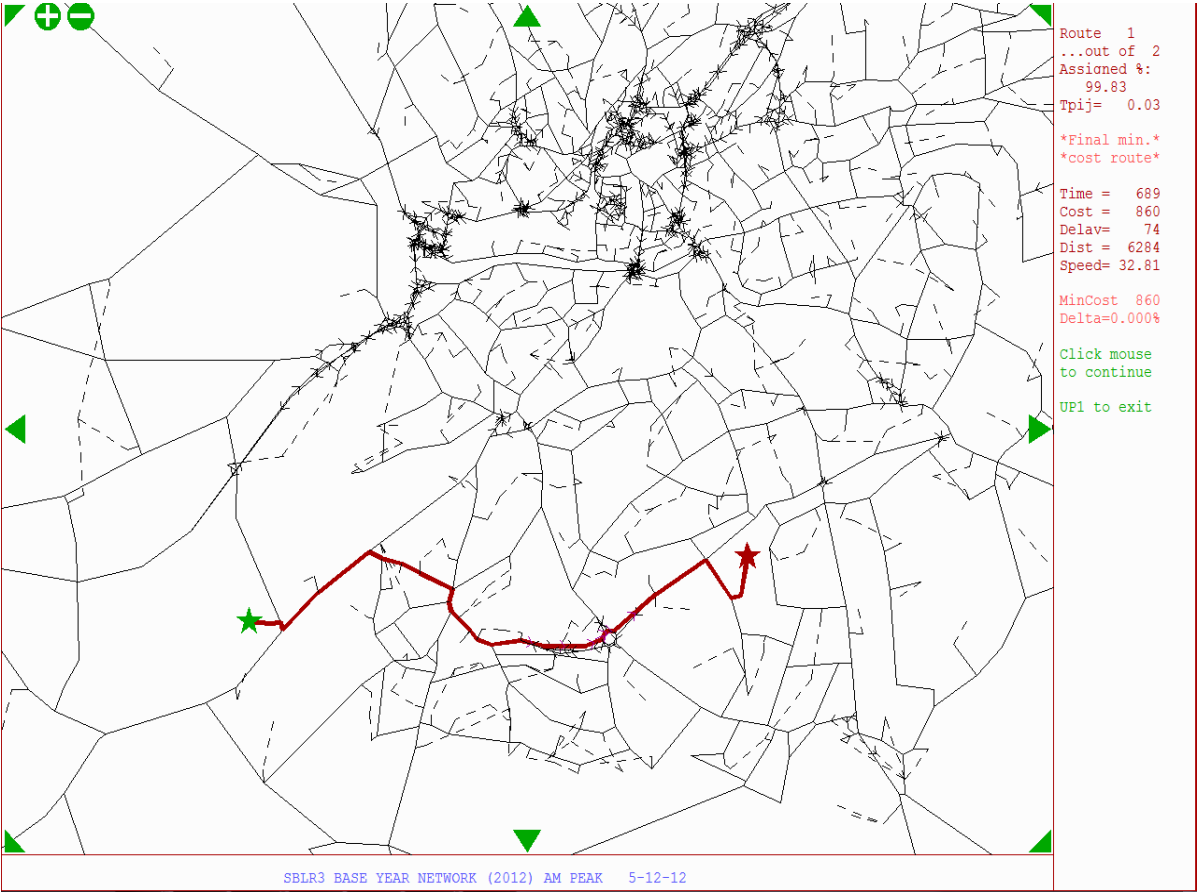 Route 1
...out of 2
Assigned %:
99.83
Tpij= 0.03
*Final min.*
*cost route*
Time = 689
Cost = 860
Delay= 74
Dist = 6284
Speed= 32.81
MinCost 860
Delta=0.000%
Click mouse
to continue
UP1 to exit
SBLR3 BASE YEAR NETWORK (2012) AM PEAK 5-12-12